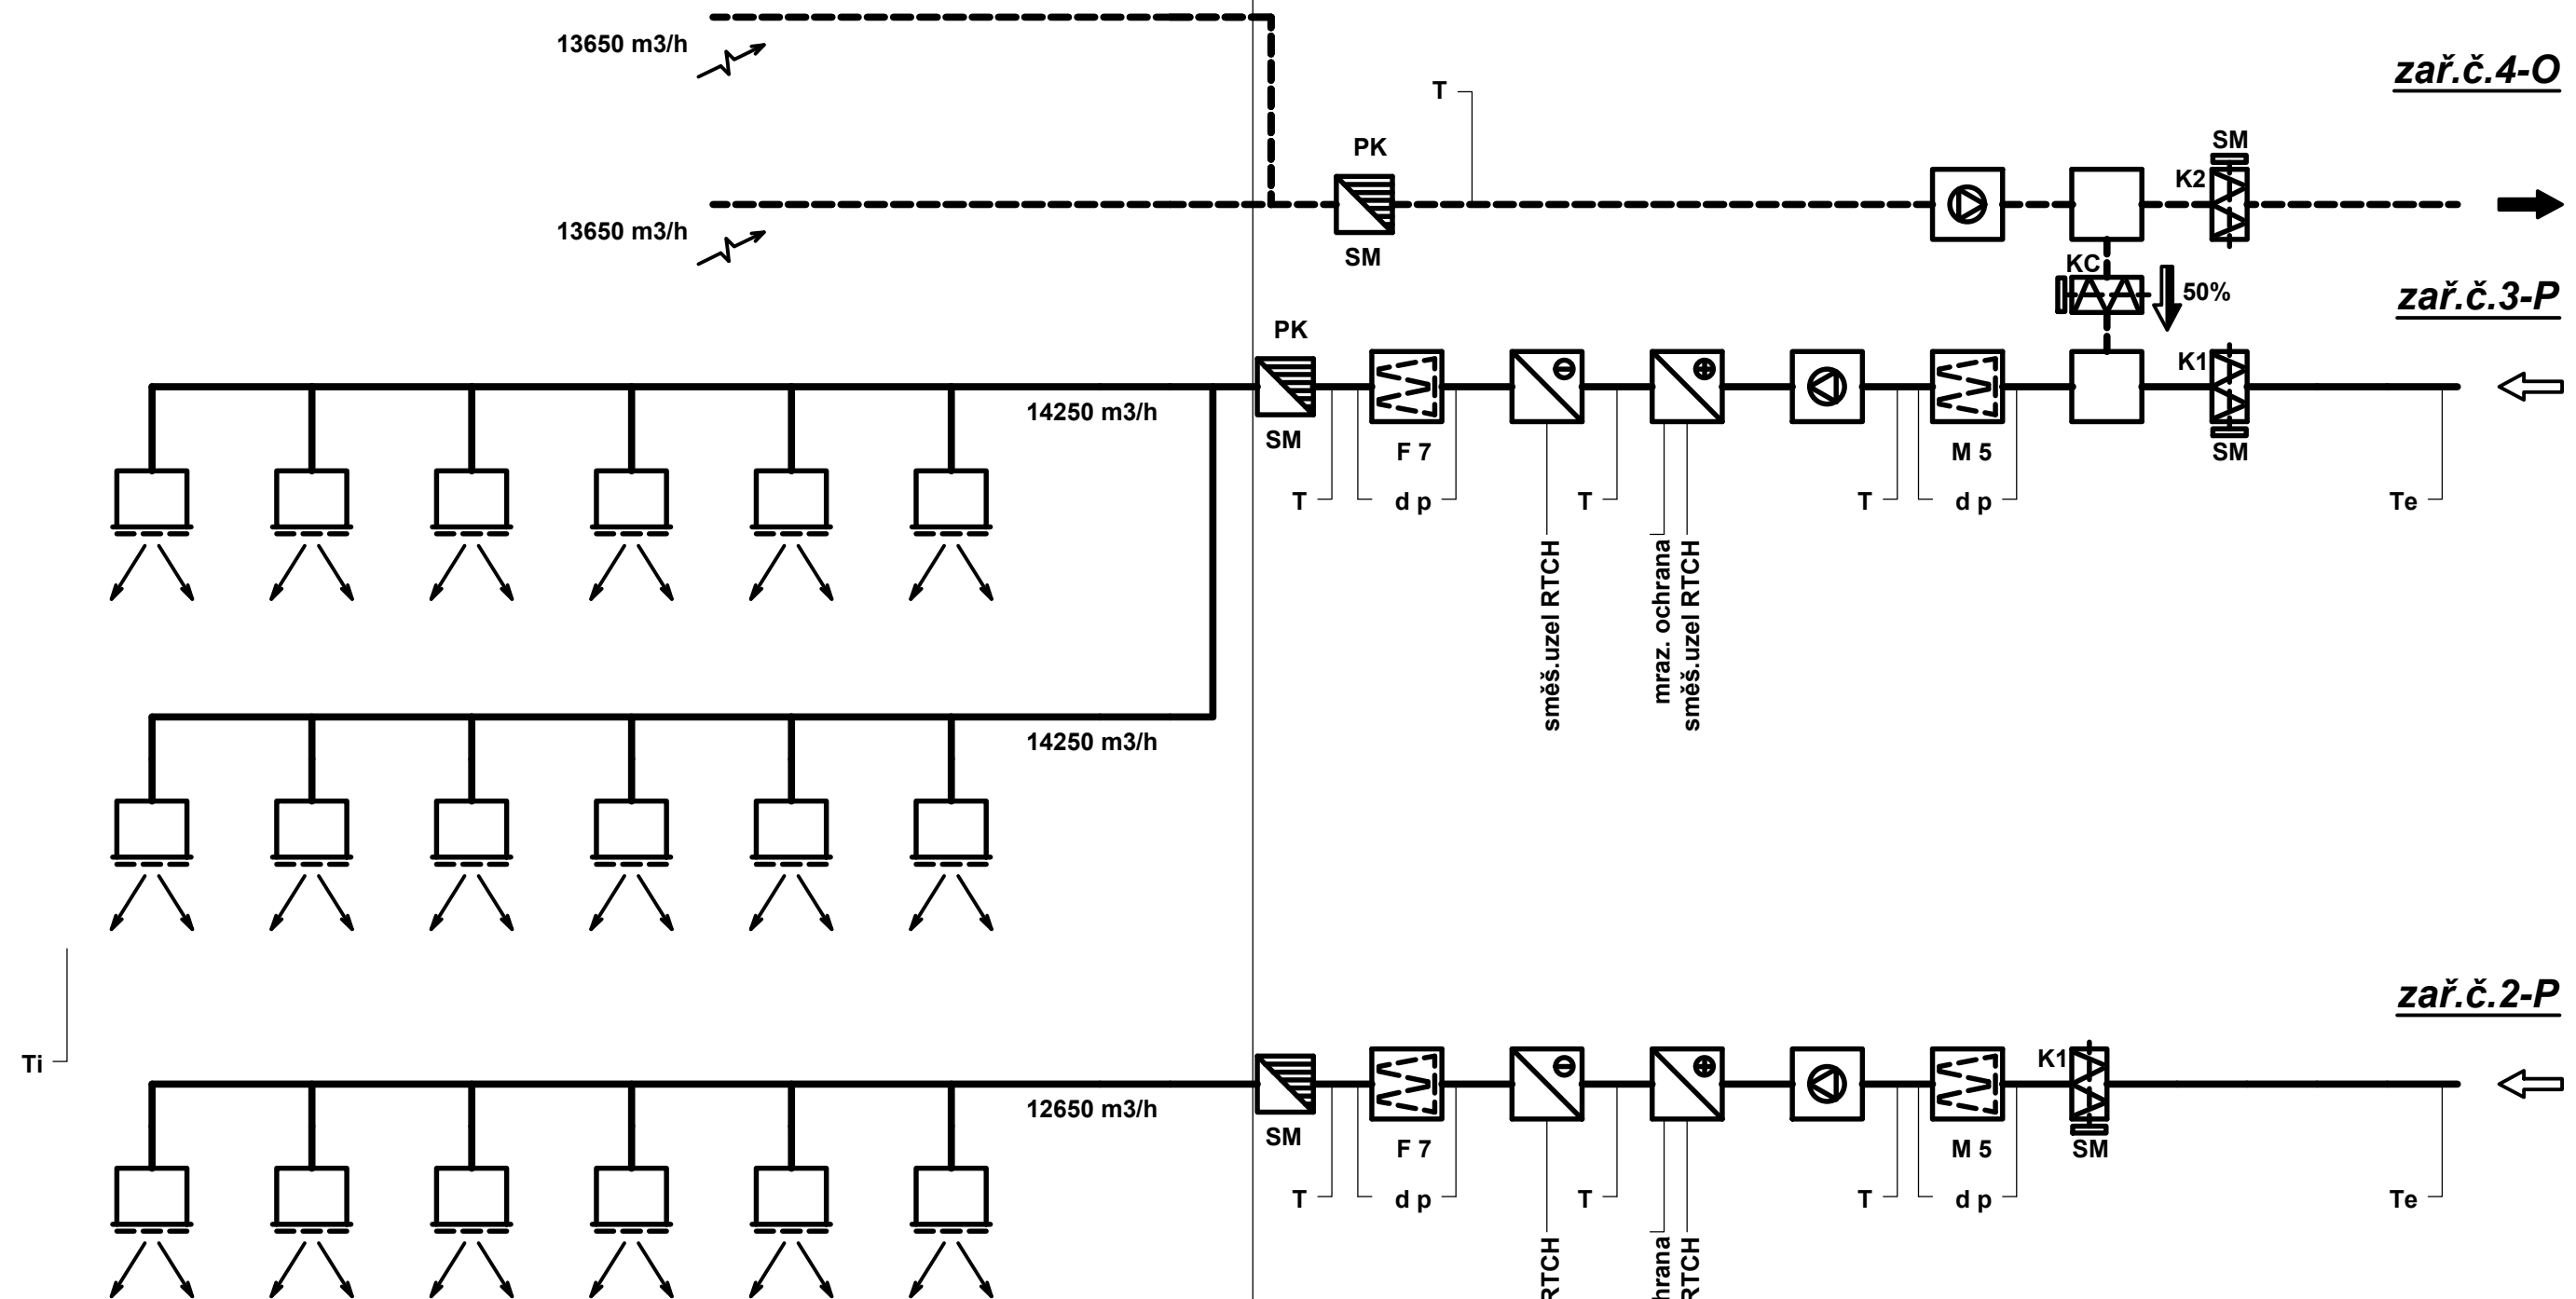 13650 m3/h
zař.č.4-O
T
SM
PK
K2
13650 m3/h
SM
KC
50%
zař.č.3-P
PK
K1
14250 m3/h
SM
F 7
M 5
SM
T
d p
T
T
d p
Te
směš.uzel RTCH
mraz. ochrana
směš.uzel RTCH
14250 m3/h
zař.č.2-P
Ti
K1
12650 m3/h
SM
F 7
M 5
SM
T
d p
T
T
d p
Te
RTCH
hrana
RTCH